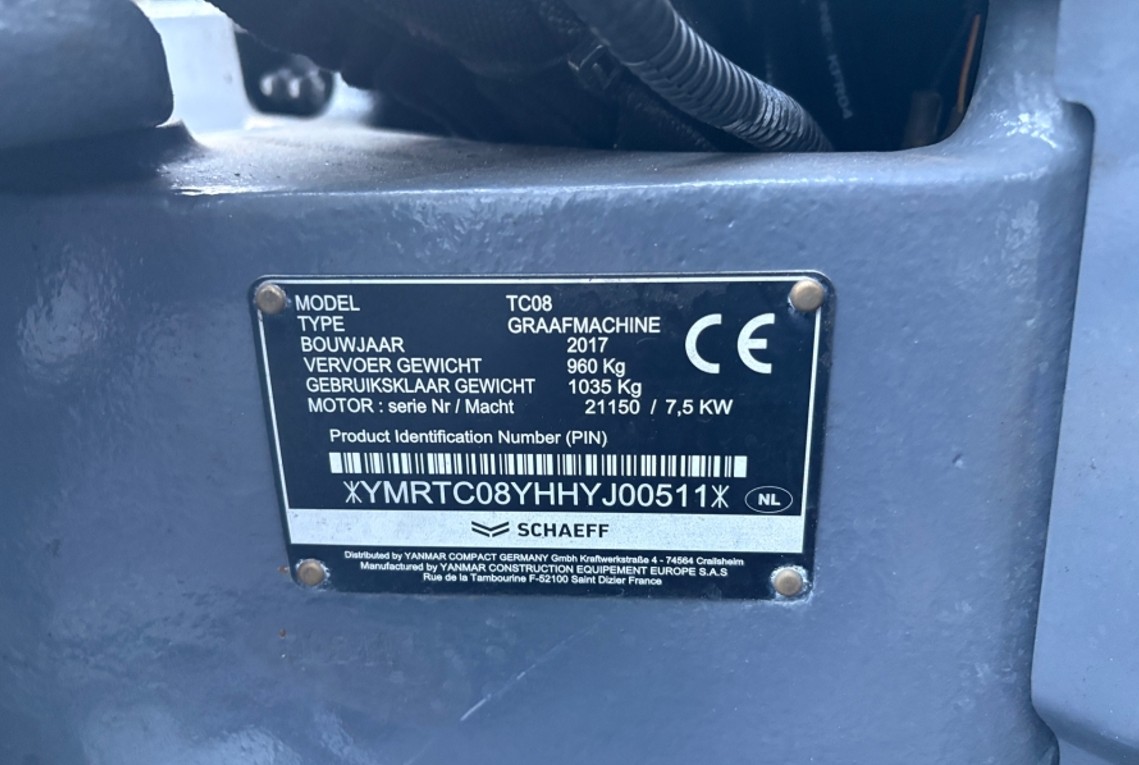 MODEL TC08
TYPE GRAAFMACHINE
BOUWJAAR 2017
VERVOER GEWICHT 960 Kg
GEBRUIKSKLAAR GEWICHT 1035 Kg
MOTOR : serie Nr / Macht 21150 / 7,5 KW
CE
Product Identification Number (PIN)
YMRTC08YHHYJ00511
NL
SCHAEFF
Distributed by YANMAR COMPACT GERMANY Gmbh Kraftwerkstraße 4 - 74564 Crailsheim
Manufactured by YANMAR CONSTRUCTION EQUIPEMENT EUROPE S.A.S
Rue de la Tambourine F-52100 Saint Dizier France